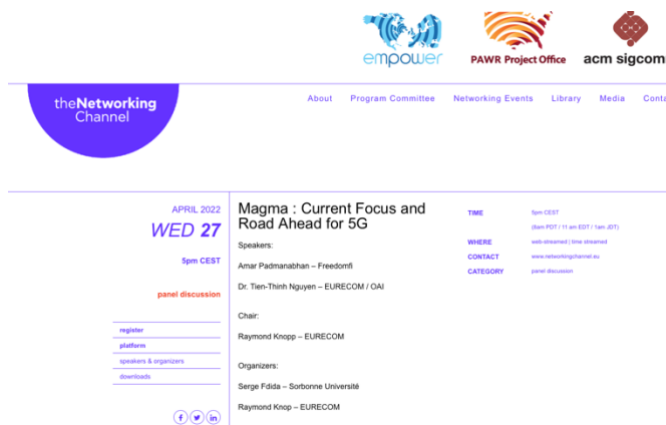 empower
PAWR Project Office
acm sigcom
theNetworking
Channel
About Program Committee Networking Events Library Media Conta
APRIL 2022
WED 27
5pm CEST
panel discussion
register
platform
speakers & organizers
downloads
Magma : Current Focus and
Road Ahead for 5G
Speakers:
Amar Padmanabhan – Freedomfi
Dr. Tien-Thinh Nguyen – EURECOM / OAI
Chair:
Raymond Knopp – EURECOM
Organizers:
Serge Fdida – Sorbonne Université
Raymond Knop – EURECOM
TIME 5pm CEST
(8am PDT / 11 am EDT / 1am JDT)
WHERE web-streamed | time streamed
CONTACT www.networkingchannel.eu
CATEGORY panel discussion